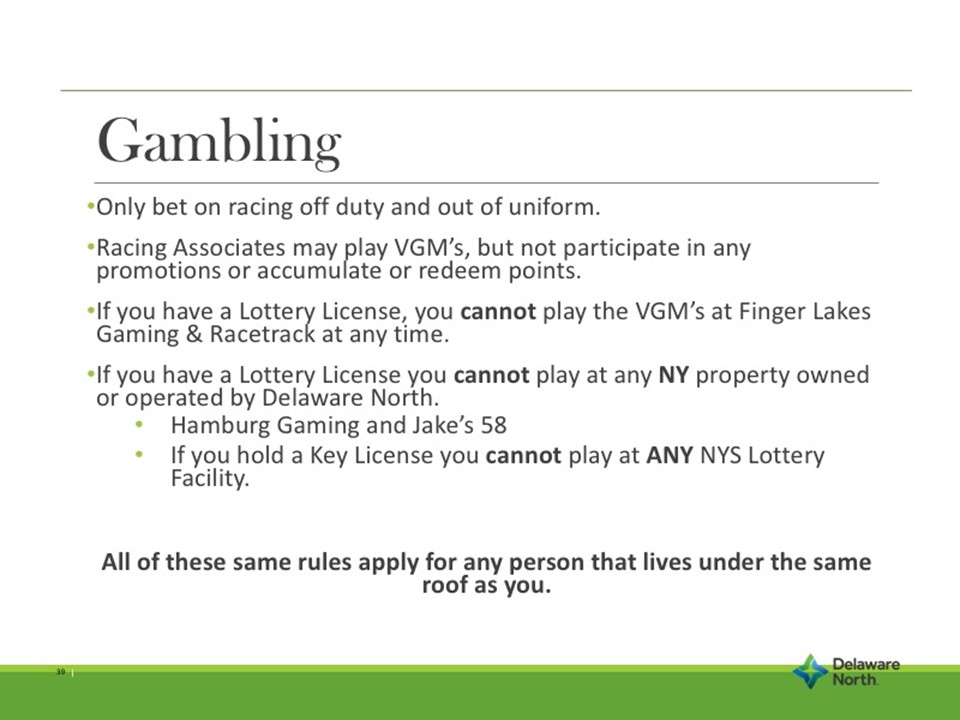 Gambling
•Only bet on racing off duty and out of uniform.
•Racing Associates may play VGM’s, but not participate in any
promotions or accumulate or redeem points.
•If you have a Lottery License, you cannot play the VGM’s at Finger Lakes
Gaming & Racetrack at any time.
•If you have a Lottery License you cannot play at any NY property owned
or operated by Delaware North.
• Hamburg Gaming and Jake’s 58
• If you hold a Key License you cannot play at ANY NYS Lottery
Facility.
All of these same rules apply for any person that lives under the same
roof as you.
39 |
Delaware
North.